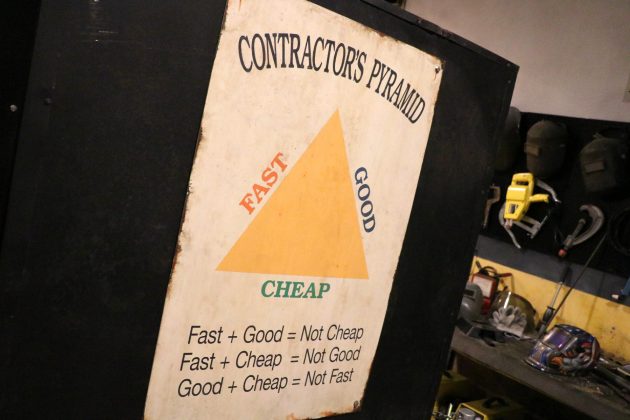 CONTRACTOR'S PYRAMID
FAST
GOOD
CHEAP
Fast + Good = Not Cheap
Fast + Cheap = Not Good
Good + Cheap = Not Fast